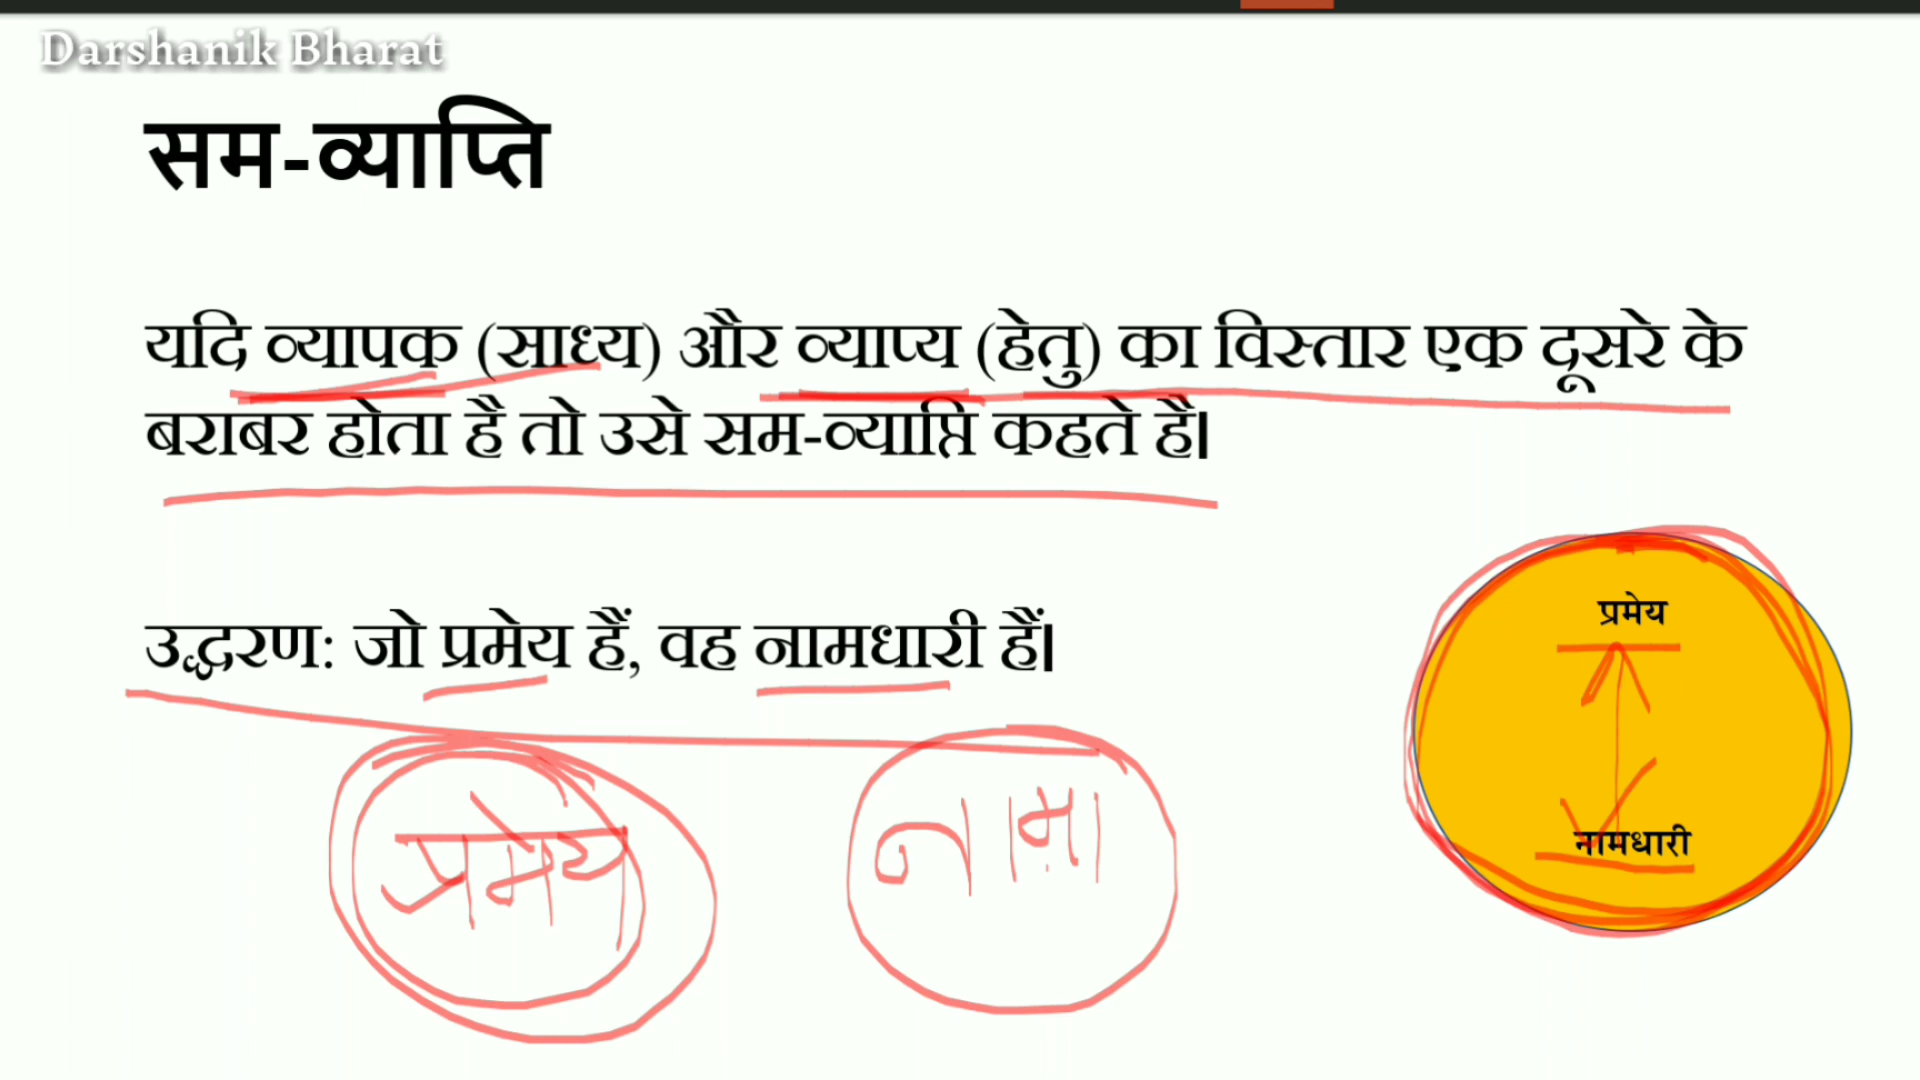 Darshanik Bharat
सम-व्याप्ति
यदि व्यापक (साध्य) और व्याप्य (हेतु) का विस्तार एक दूसरे के
बराबर होता है तो उसे सम-व्याप्ति कहते हैं।
उद्धरण: जो प्रमेय हैं, वह नामधारी हैं।
प्रमेय
नामधारी
प्रमेय
नामा